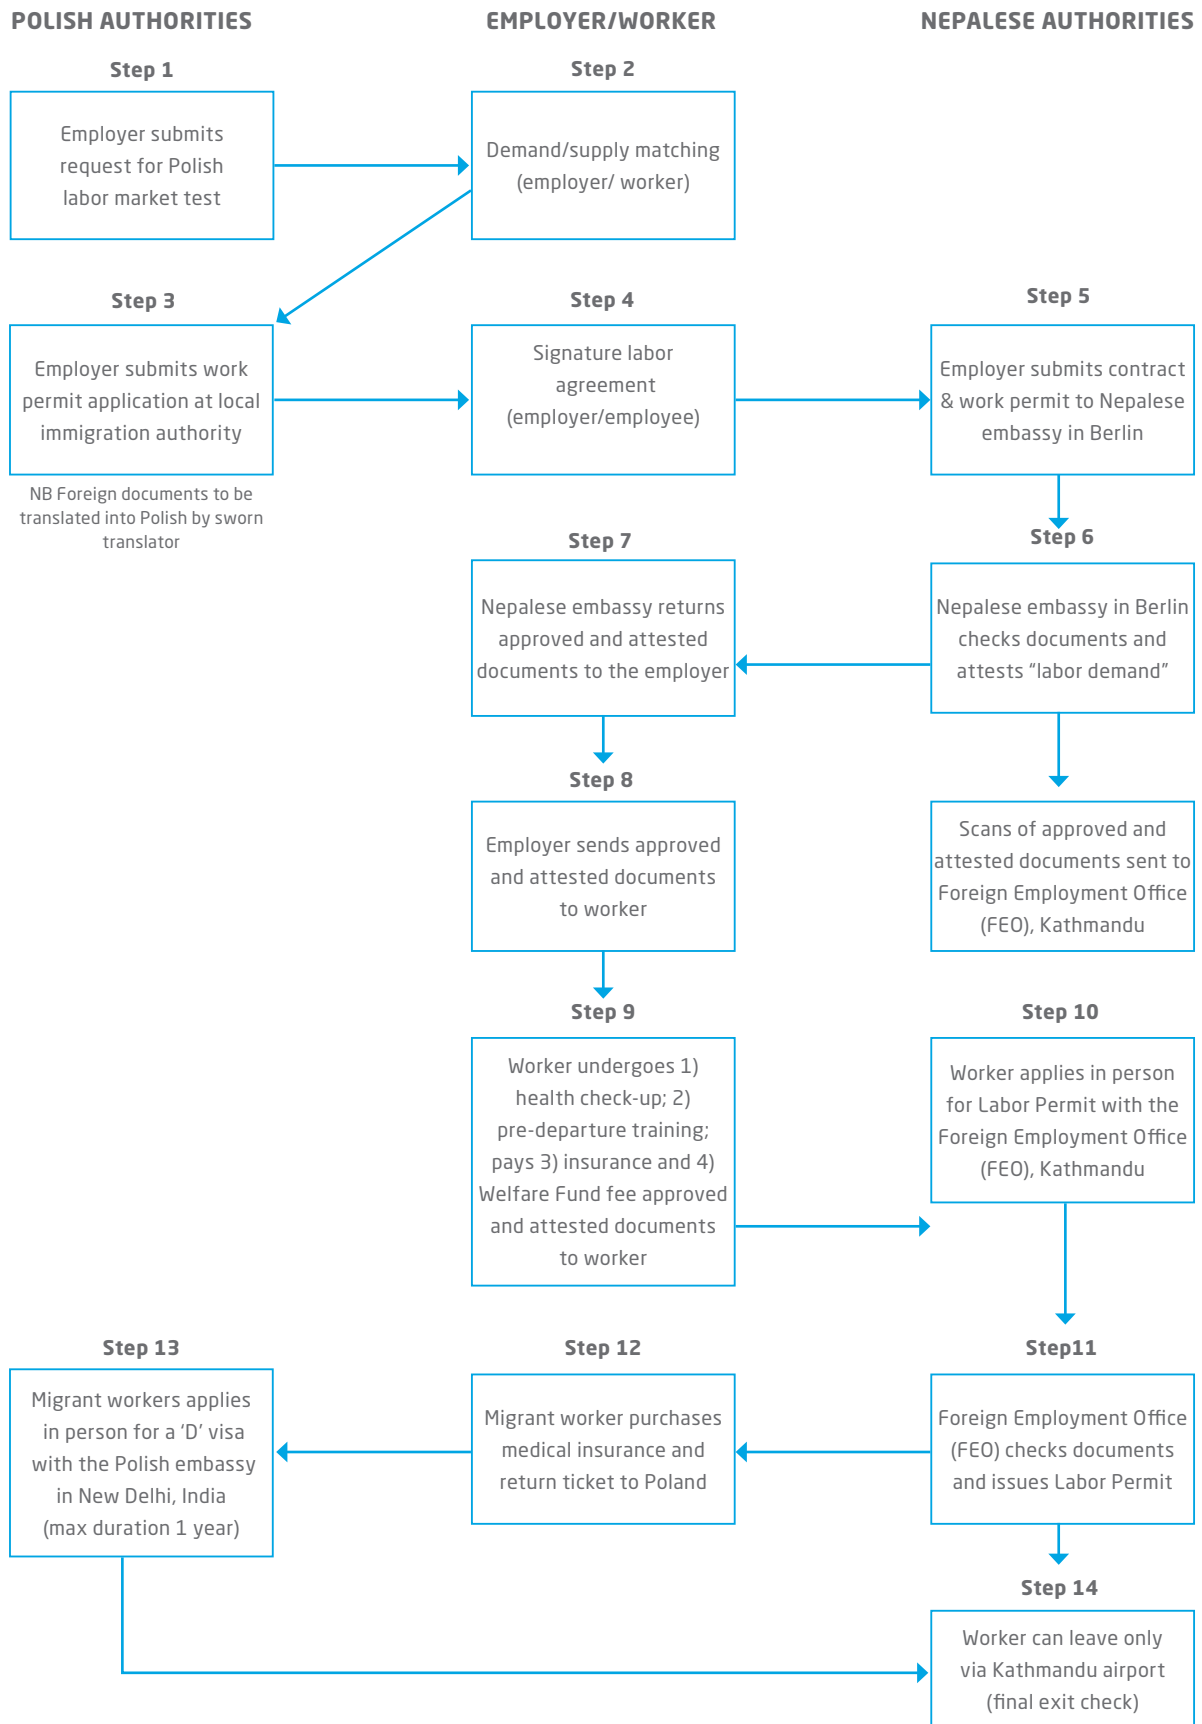 POLISH AUTHORITIES
EMPLOYER/WORKER
NEPALESE AUTHORITIES
Step 1
Employer submits
request for Polish
labor market test
Step 2
Demand/supply matching
(employer/ worker)
Step 3
Employer submits work
permit application at local
immigration authority
NB Foreign documents to be
translated into Polish by sworn
translator
Step 4
Signature labor
agreement
(employer/employee)
Step 5
Employer submits contract
& work permit to Nepalese
embassy in Berlin
Step 6
Nepalese embassy in Berlin
checks documents and
attests “labor demand”
Step 7
Nepalese embassy returns
approved and attested
documents to the employer
Step 8
Employer sends approved
and attested documents
to worker
Scans of approved and
attested documents sent to
Foreign Employment Office
(FEO), Kathmandu
Step 9
Worker undergoes 1)
health check-up; 2)
pre-departure training;
pays 3) insurance and 4)
Welfare Fund fee approved
and attested documents
to worker
Step 10
Worker applies in person
for Labor Permit with the
Foreign Employment Office
(FEO), Kathmandu
Step11
Foreign Employment Office
(FEO) checks documents
and issues Labor Permit
Step 12
Migrant worker purchases
medical insurance and
return ticket to Poland
Step 13
Migrant workers applies
in person for a ‘D’ visa
with the Polish embassy
in New Delhi, India
(max duration 1 year)
Step 14
Worker can leave only
via Kathmandu airport
(final exit check)